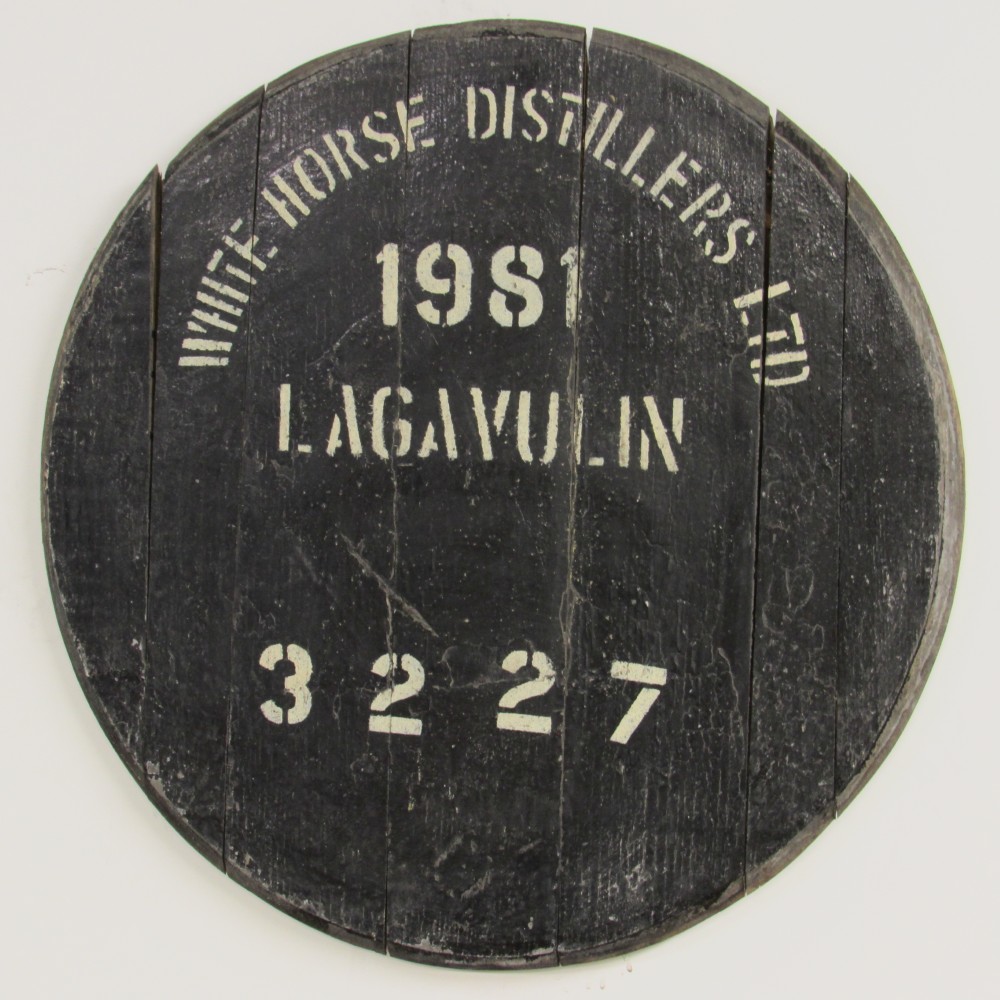 WHITE HORSE DISTILLERS LTD
1981
LAGAVULIN
3227